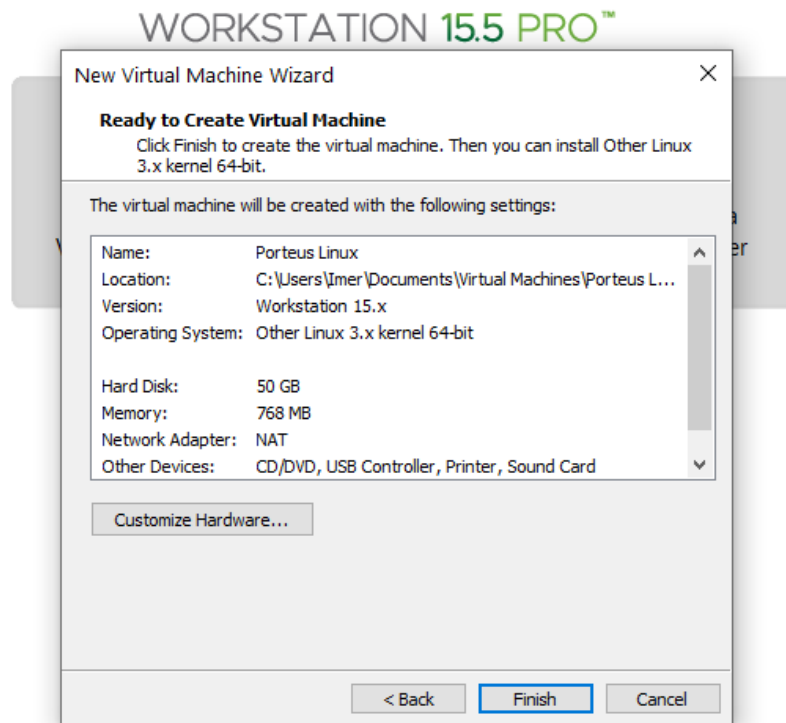 WORKSTATION 15.5 PRO™
New Virtual Machine Wizard
Ready to Create Virtual Machine
Click Finish to create the virtual machine. Then you can install Other Linux
3.x kernel 64-bit.
The virtual machine will be created with the following settings:
Name: Porteus Linux
Location: C:\Users\Imer\Documents\Virtual Machines\Porteus L...
Version: Workstation 15.x
Operating System: Other Linux 3.x kernel 64-bit
Hard Disk: 50 GB
Memory: 768 MB
Network Adapter: NAT
Other Devices: CD/DVD, USB Controller, Printer, Sound Card
Customize Hardware...
< Back Finish Cancel